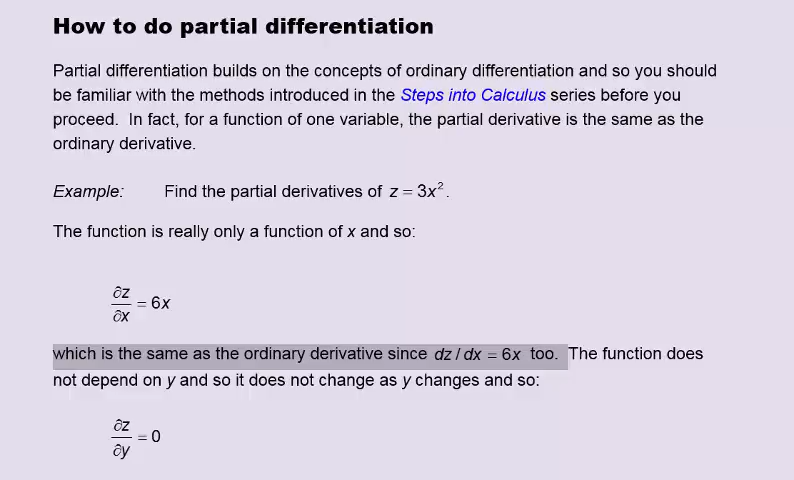 How to do partial differentiation
Partial differentiation builds on the concepts of ordinary differentiation and so you should
be familiar with the methods introduced in the Steps into Calculus series before you
proceed. In fact, for a function of one variable, the partial derivative is the same as the
ordinary derivative.
Example: Find the partial derivatives of z = 3x².
The function is really only a function of x and so:
∂z/∂x = 6x
which is the same as the ordinary derivative since dz / dx = 6x too. The function does
not depend on y and so it does not change as y changes and so:
∂z/∂y = 0